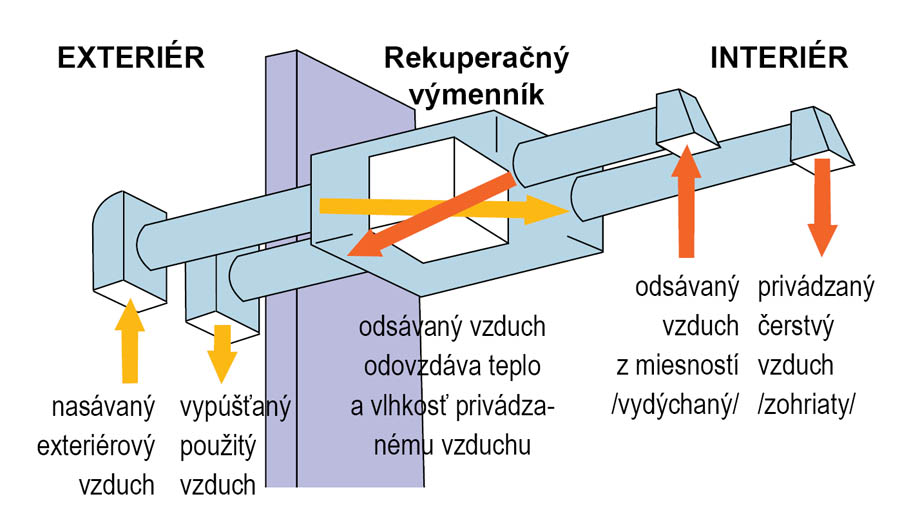 EXTERIÉR
Rekuperačný
výmenník
INTERIÉR
nasávaný
exteriérový
vzduch
vypúšťaný
použitý
vzduch
odsávaný vzduch
odovzdáva teplo
a vlhkosť privádza-
nému vzduchu
odsávaný
vzduch
z miesností
/vydýchaný/
privádzaný
čerstvý
vzduch
/zohriaty/